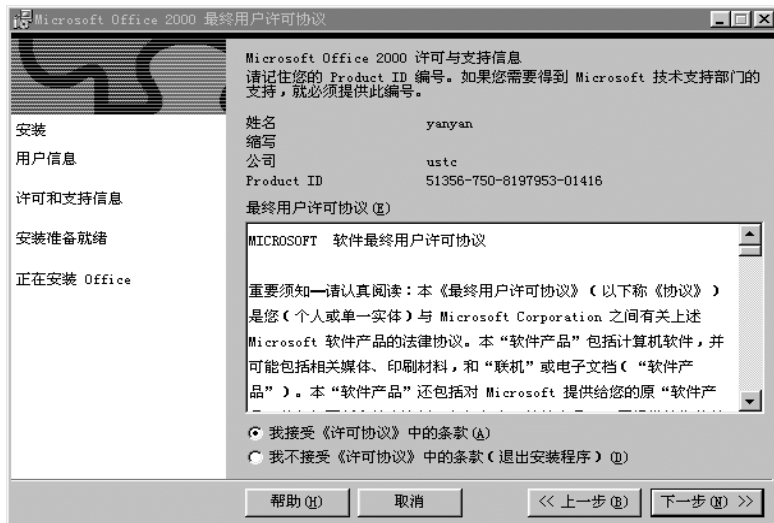 Microsoft Office 2000 最终用户许可协议
安装
用户信息
许可和支持信息
安装准备就绪
正在安装 Office
Microsoft Office 2000 许可与支持信息
请记住您的 Product ID 编号。如果您需要得到 Microsoft 技术支持部门的
支持，就必须提供此编号。
姓名 yanyan
缩写
公司 ustc
Product ID 51356-750-8197953-01416
最终用户许可协议(E)
MICROSOFT 软件最终用户许可协议
重要须知—请认真阅读：本《最终用户许可协议》（以下称《协议》）
是您（个人或单一实体）与 Microsoft Corporation 之间有关上述
Microsoft 软件产品的法律协议。本“软件产品”包括计算机软件，并
可能包括相关媒体、印刷材料，和“联机”或电子文档（“软件产
品”）。本“软件产品”还包括对 Microsoft 提供给您的原“软件产
我接受《许可协议》中的条款(A)
我不接受《许可协议》中的条款（退出安装程序）(D)
帮助(H) 取消 << 上一步(B) 下一步(N) >>